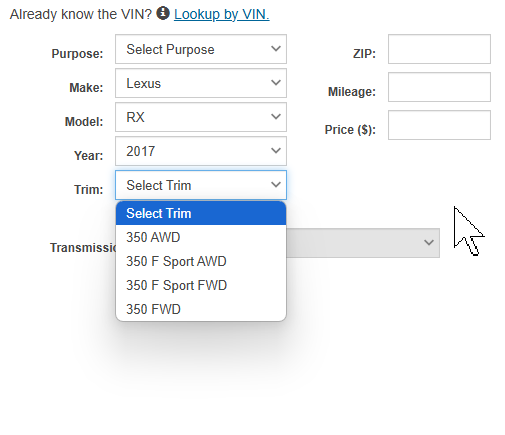 Already know the VIN? Lookup by VIN.
Purpose: Select Purpose ZIP:
Make: Lexus Mileage:
Model: RX Price ($):
Year: 2017
Trim: Select Trim
Select Trim
350 AWD
350 F Sport AWD
Transmissi
350 F Sport FWD
350 FWD